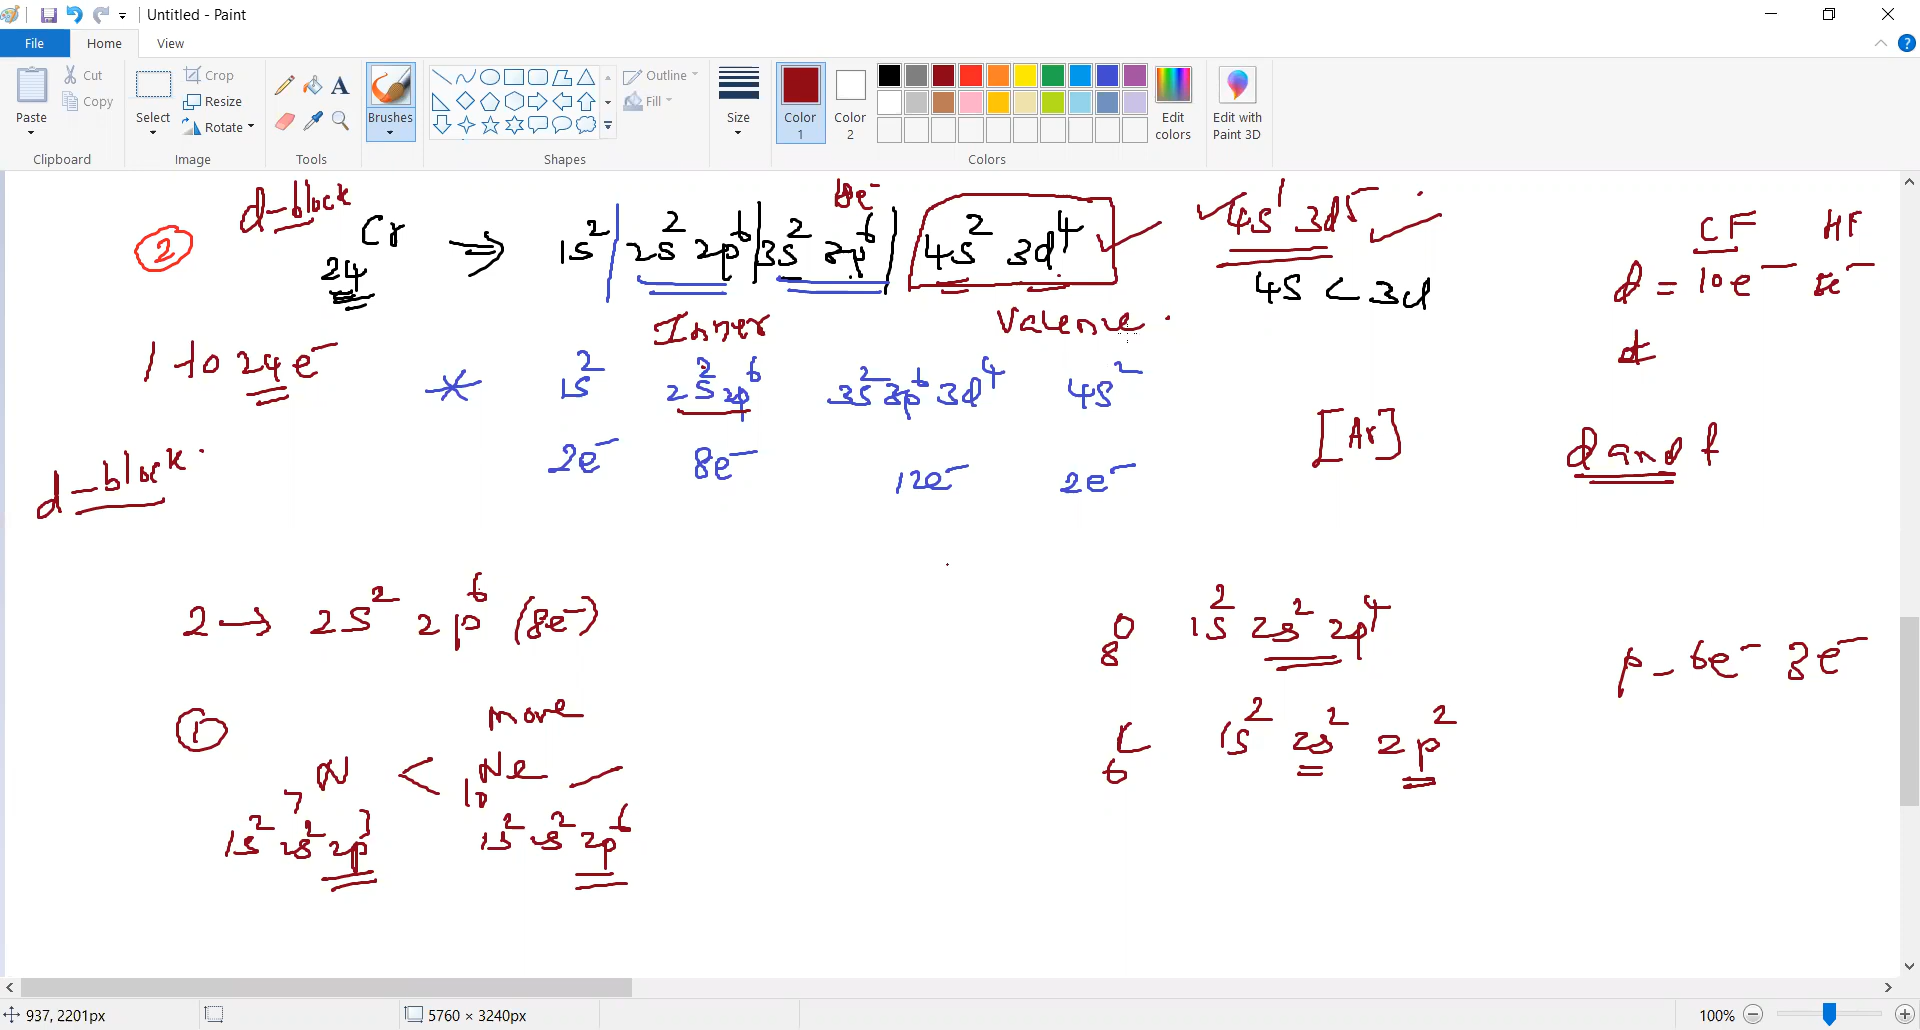 Untitled - Paint
File Home View
Cut
Copy
Paste
Clipboard
Crop
Resize
Rotate
Select
Image
Tools
Brushes
Outline
Fill
Shapes
Size
Color 1
Color 2
Colors
Edit colors
Edit with Paint 3D
d-block
② 24Cr ⇒ 1s² | 2s² 2p⁶ | 3s² 3p⁶ | 4s² 3d⁴ 4s¹ 3d⁵
18e⁻
4s < 3d
CF HF
d = 10e⁻ 5e⁻
Inner Valence
1 to 24e⁻
* 1s² 2s² 2p⁶ 3s² 3p⁶ 3d⁴ 4s²
2e⁻ 8e⁻ 12e⁻ 2e⁻
[Ar]
d and f
d-block
2 → 2s² 2p⁶ (8e⁻)
8O 1s² 2s² 2p⁴
p - 6e⁻ 3e⁻
6C 1s² 2s² 2p²
① more
7N < 10Ne
1s² 2s² 2p³ 1s² 2s² 2p⁶
937, 2201px
5760 × 3240px
100%